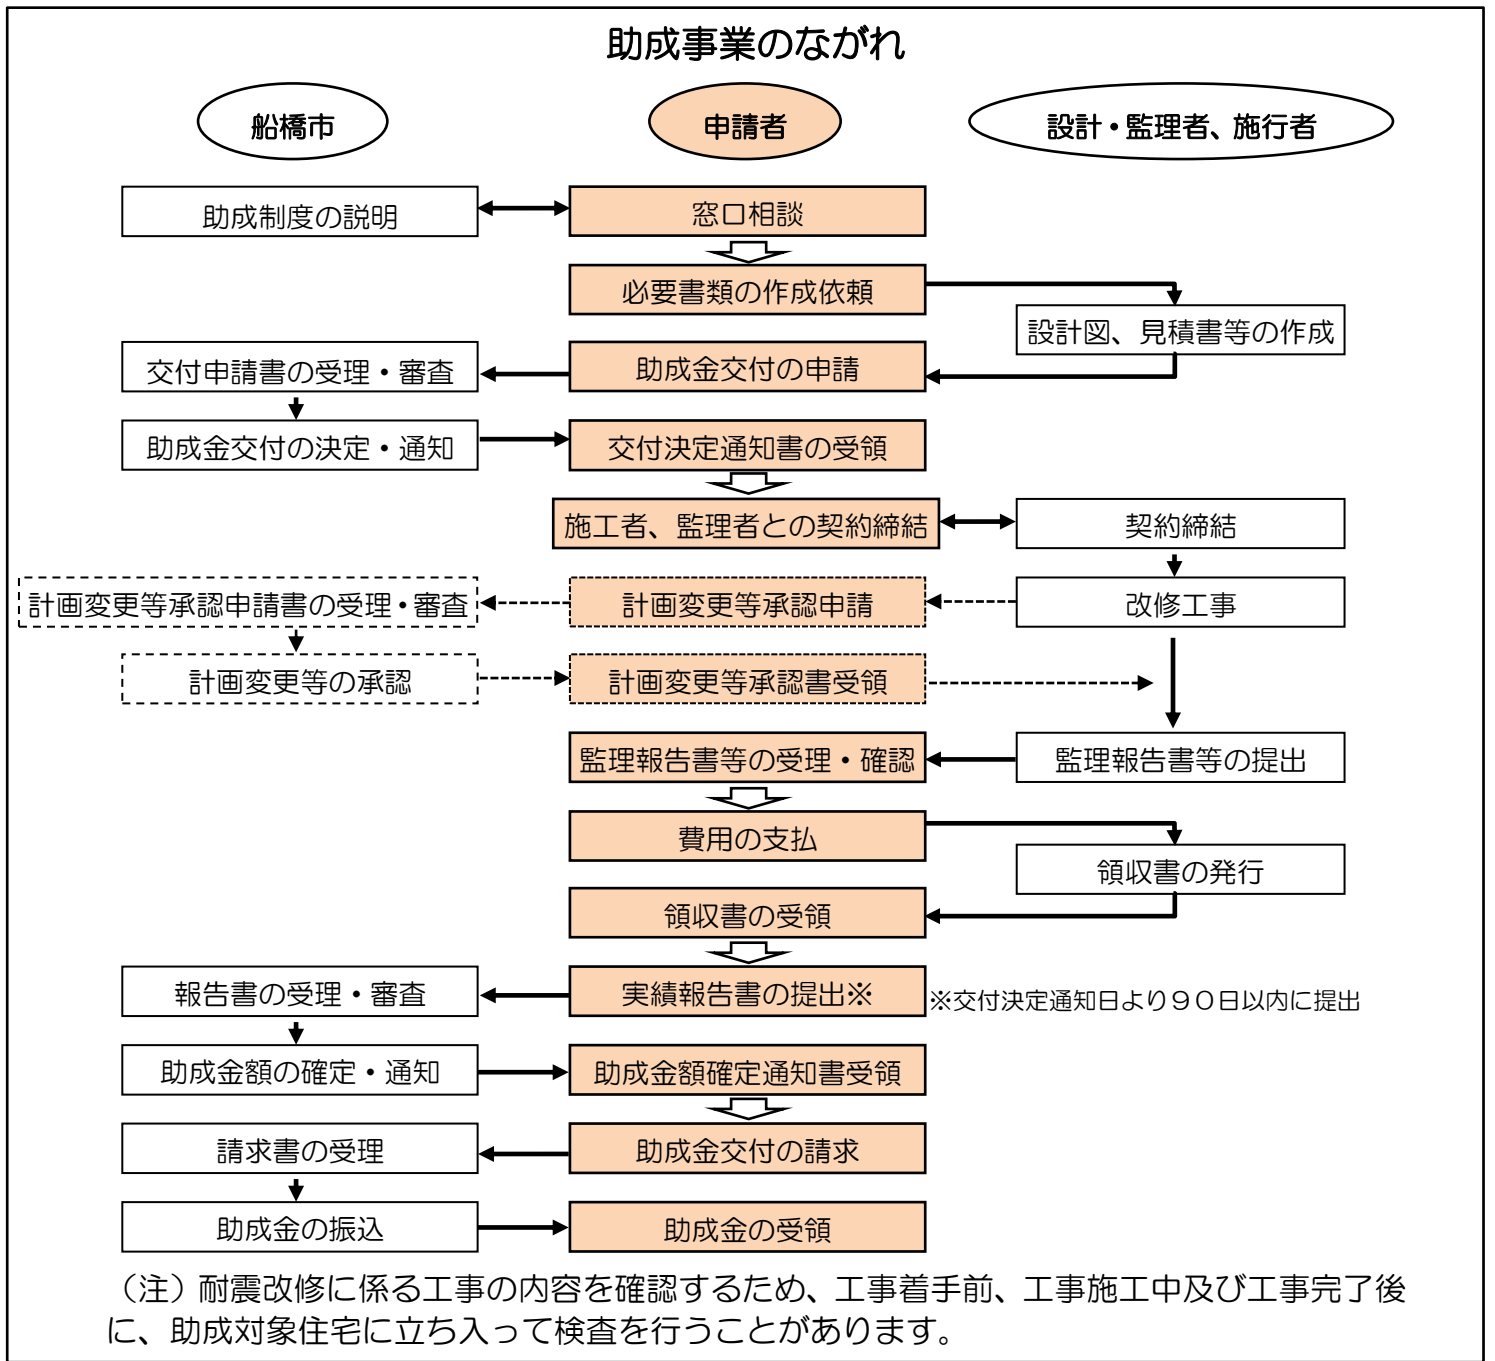 助成事業のながれ
船橋市
申請者
設計・監理者、施行者
助成制度の説明
窓口相談
必要書類の作成依頼
設計図、見積書等の作成
交付申請書の受理・審査
助成金交付の申請
助成金交付の決定・通知
交付決定通知書の受領
施工者、監理者との契約締結
契約締結
計画変更等承認申請書の受理・審査
計画変更等承認申請
改修工事
計画変更等の承認
計画変更等承認書受領
監理報告書等の受理・確認
監理報告書等の提出
費用の支払
領収書の発行
領収書の受領
報告書の受理・審査
実績報告書の提出※
※交付決定通知日より９０日以内に提出
助成金額の確定・通知
助成金額確定通知書受領
請求書の受理
助成金交付の請求
助成金の振込
助成金の受領
（注）耐震改修に係る工事の内容を確認するため、工事着手前、工事施工中及び工事完了後
に、助成対象住宅に立ち入って検査を行うことがあります。